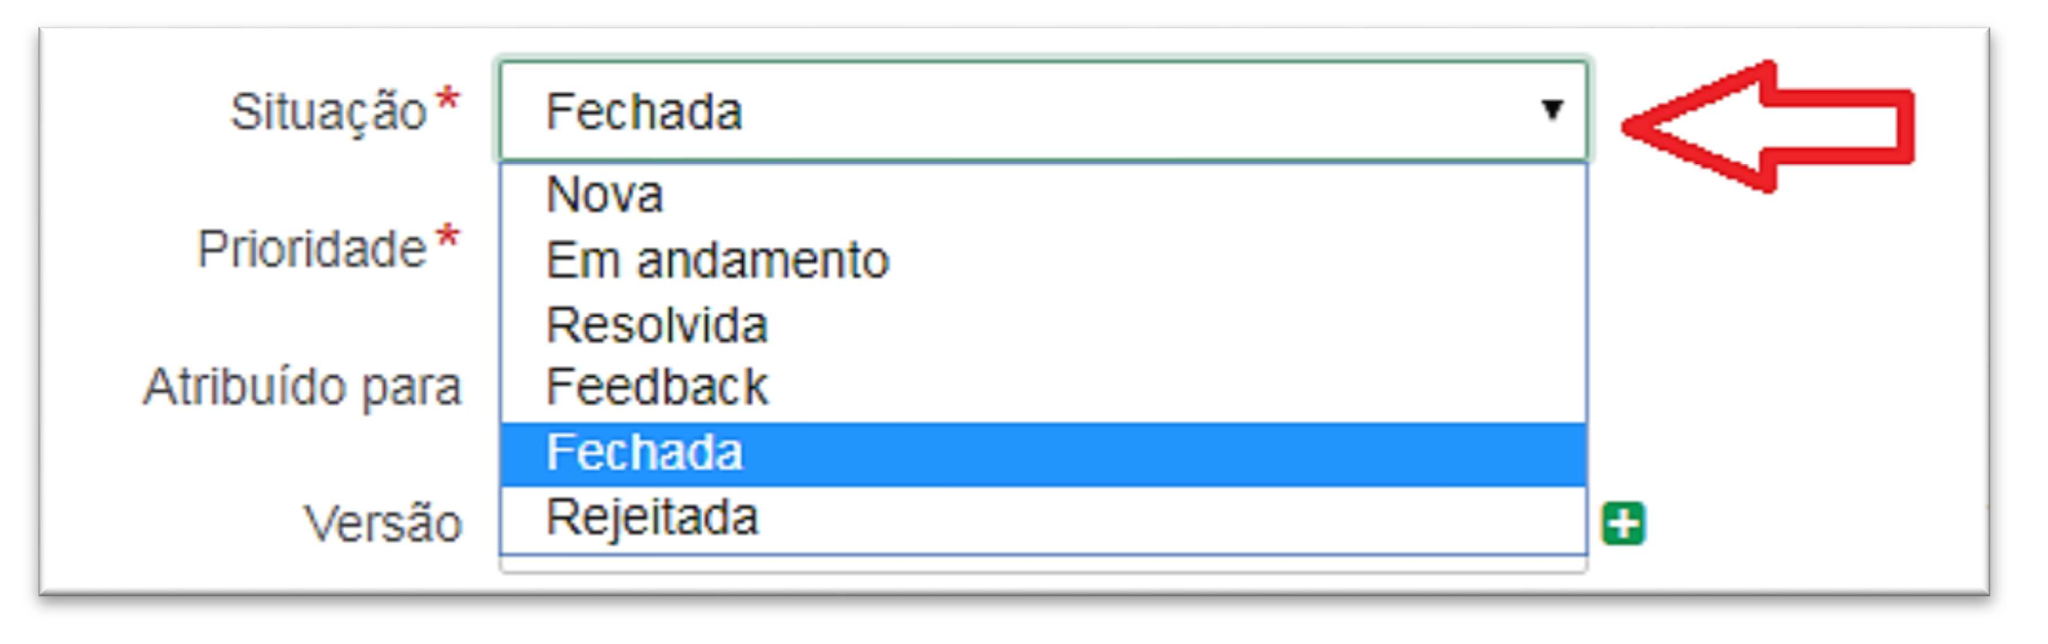 Situação* Fechada ▼
Nova
Prioridade* Em andamento
Resolvida
Atribuído para Feedback
Fechada
Versão Rejeitada